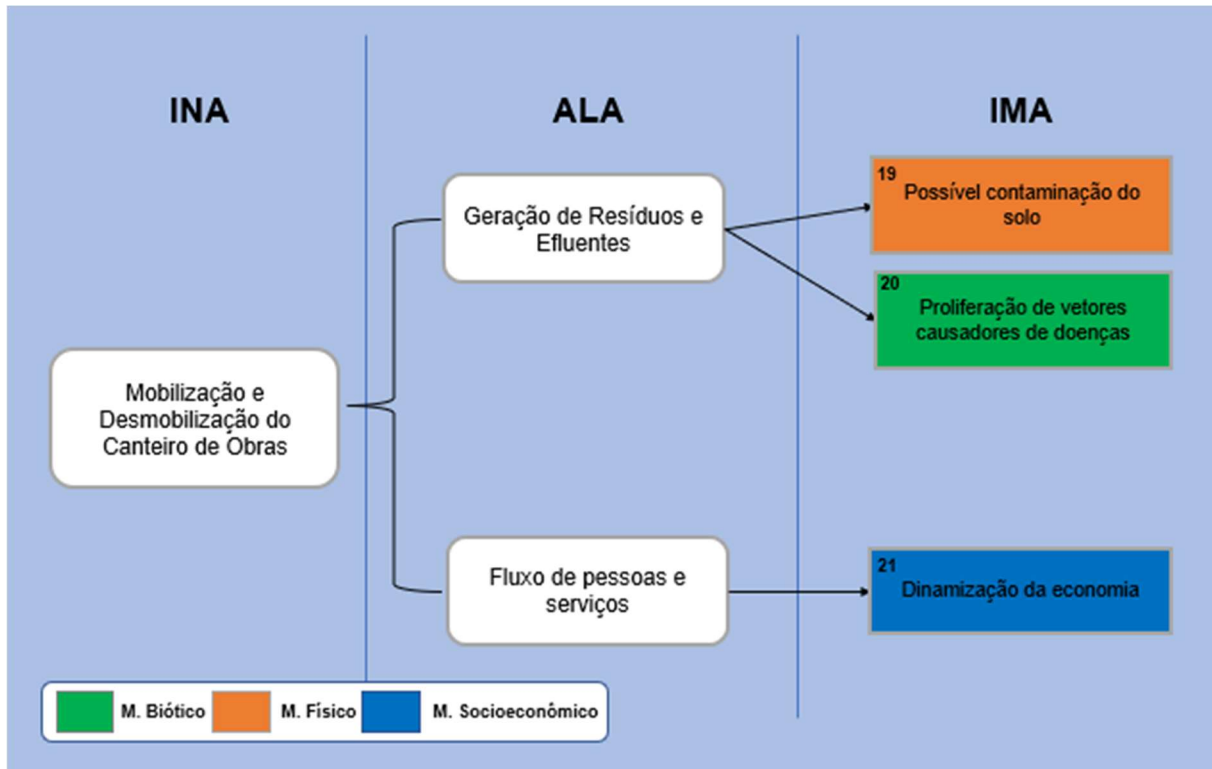 INA
ALA
IMA
Mobilização e
Desmobilização do
Canteiro de Obras
Geração de Resíduos e
Efluentes
Fluxo de pessoas e
serviços
19
Possível contaminação do
solo
20
Proliferação de vetores
causadores de doenças
21
Dinamização da economia
M. Biótico
M. Físico
M. Socioeconômico